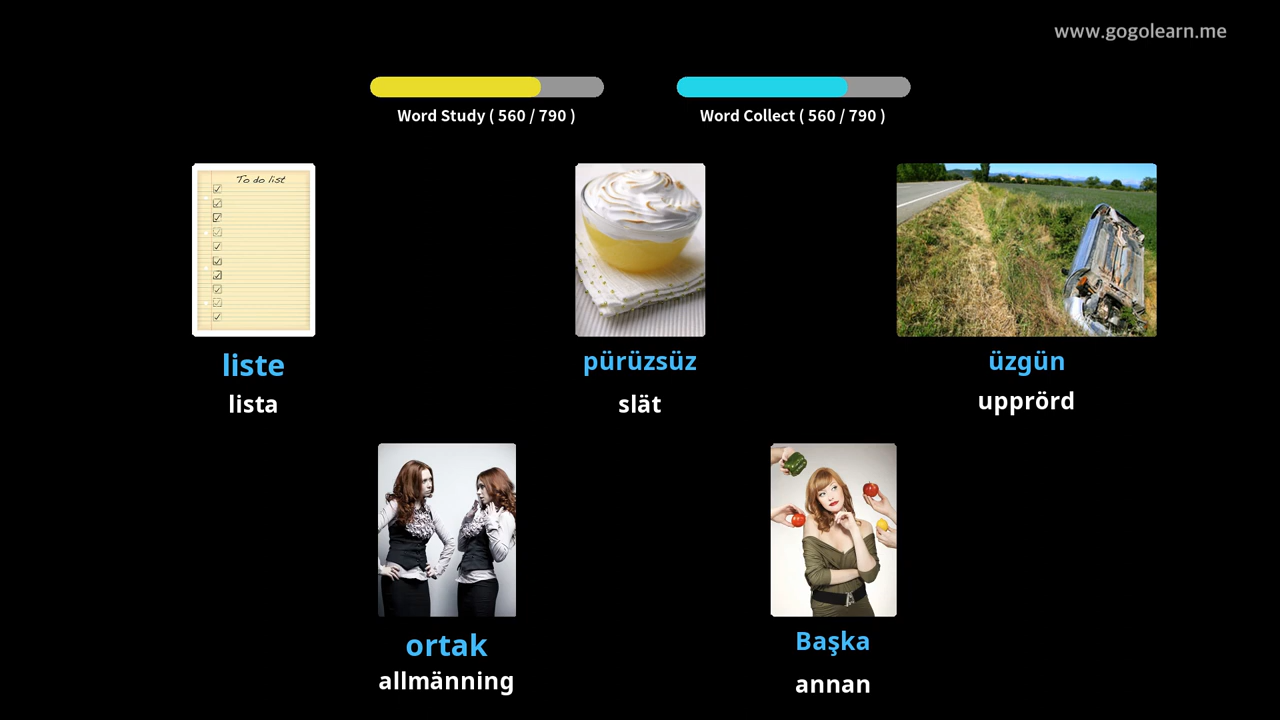 www.gogolearn.me
Word Study ( 560 / 790 )
Word Collect ( 560 / 790 )
To do list
liste
lista
pürüzsüz
slät
üzgün
upprörd
ortak
allmänning
Başka
annan